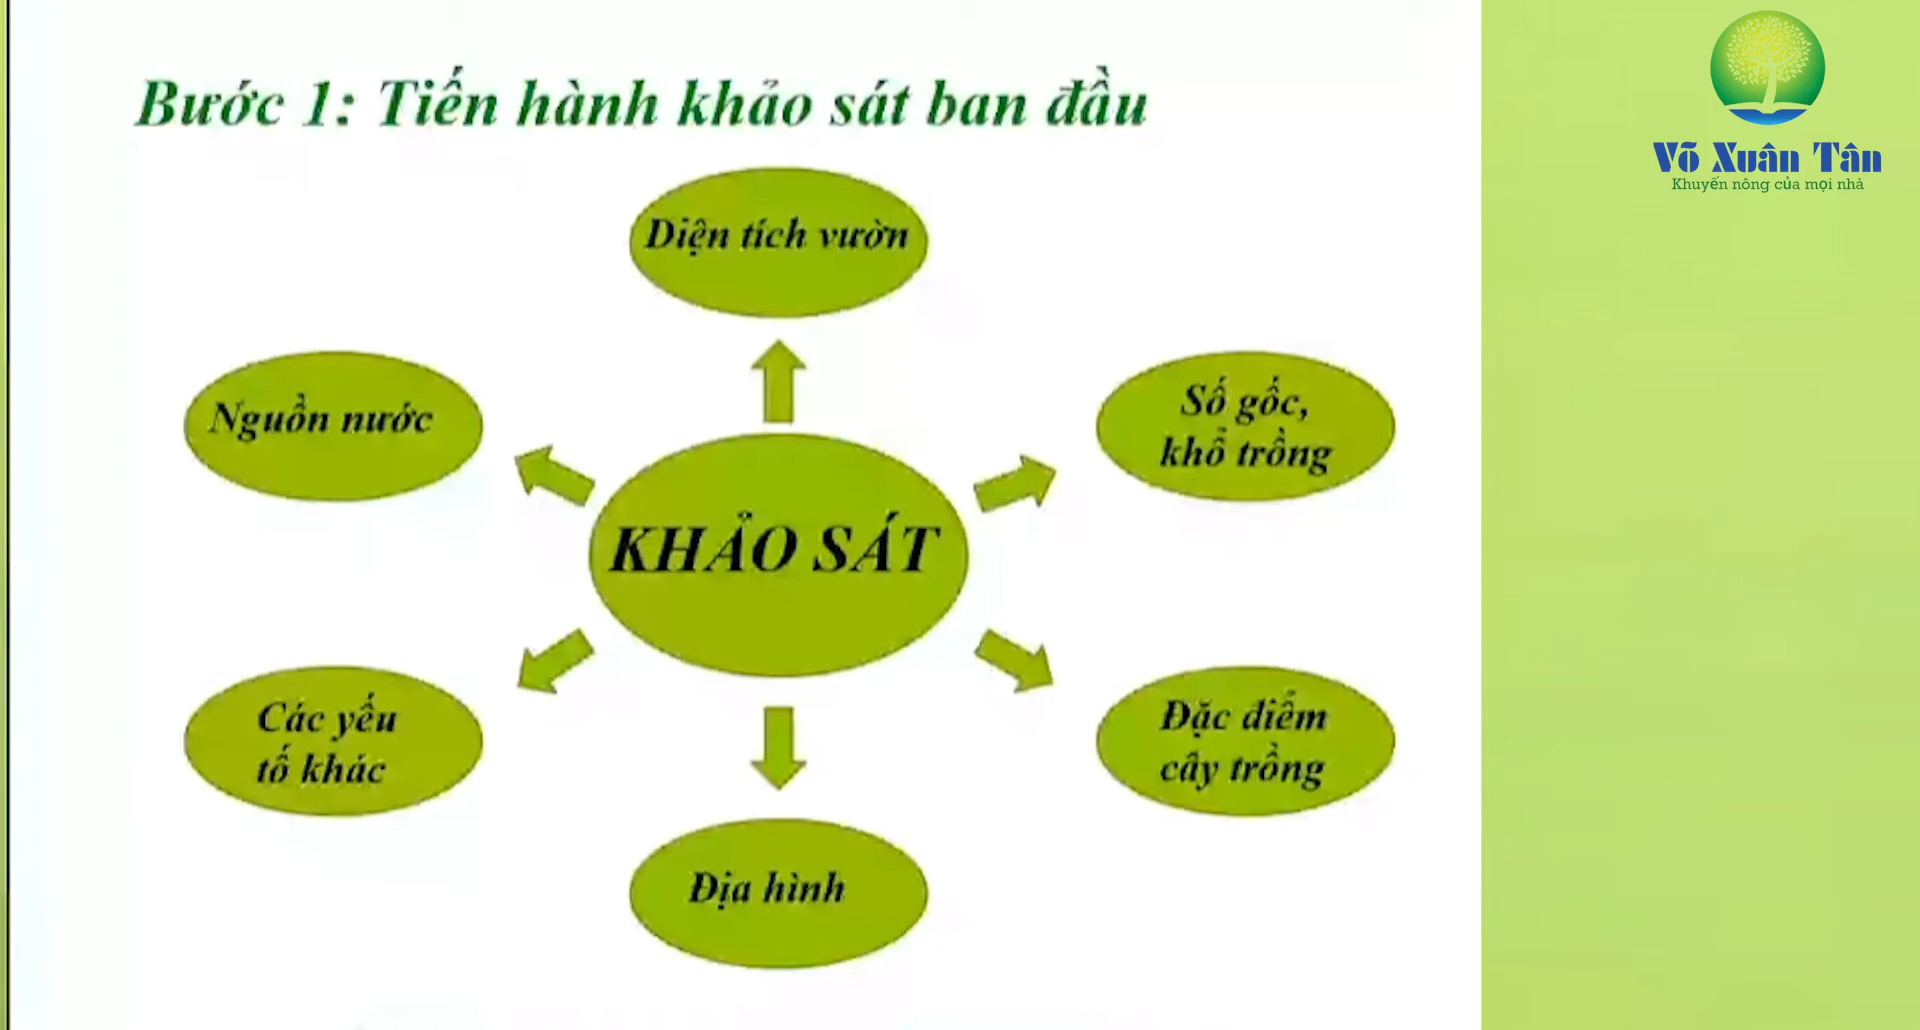 Bước 1: Tiến hành khảo sát ban đầu
Võ Xuân Tân
Khuyến nông của mọi nhà
Diện tích vườn
Nguồn nước
Số gốc,
khổ trồng
KHẢO SÁT
Các yếu
tố khác
Đặc điểm
cây trồng
Địa hình